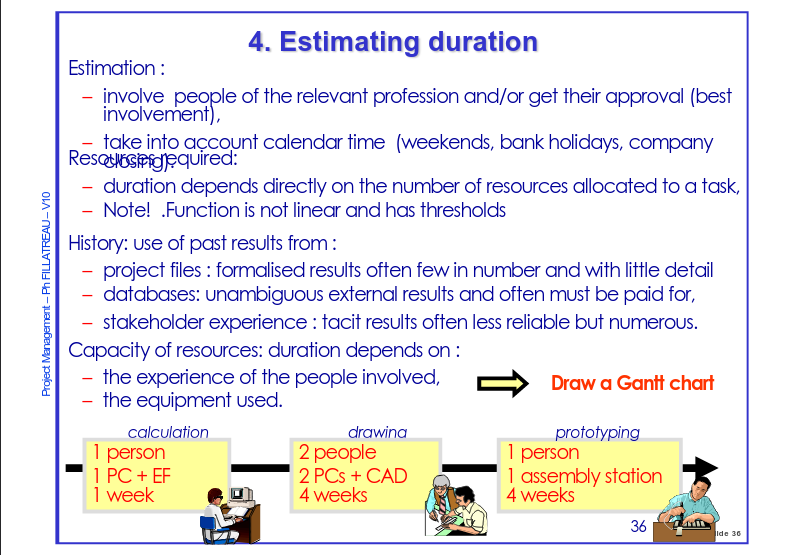 4. Estimating duration
Estimation :
– involve  people of the relevant profession and/or get their approval (best
involvement),
– take into account calendar time  (weekends, bank holidays, company
closing).
Resources required:
– duration depends directly on the number of resources allocated to a task,
– Note!  .Function is not linear and has thresholds
History: use of past results from :
– project files : formalised results often few in number and with little detail
– databases: unambiguous external results and often must be paid for,
– stakeholder experience : tacit results often less reliable but numerous.
Capacity of resources: duration depends on :
– the experience of the people involved,
– the equipment used.
Draw a Gantt chart
calculation
1 person
1 PC + EF
1 week
drawing
2 people
2 PCs + CAD
4 weeks
prototyping
1 person
1 assembly station
4 weeks
36
36
Project Management – Ph FILLATREAU – V10